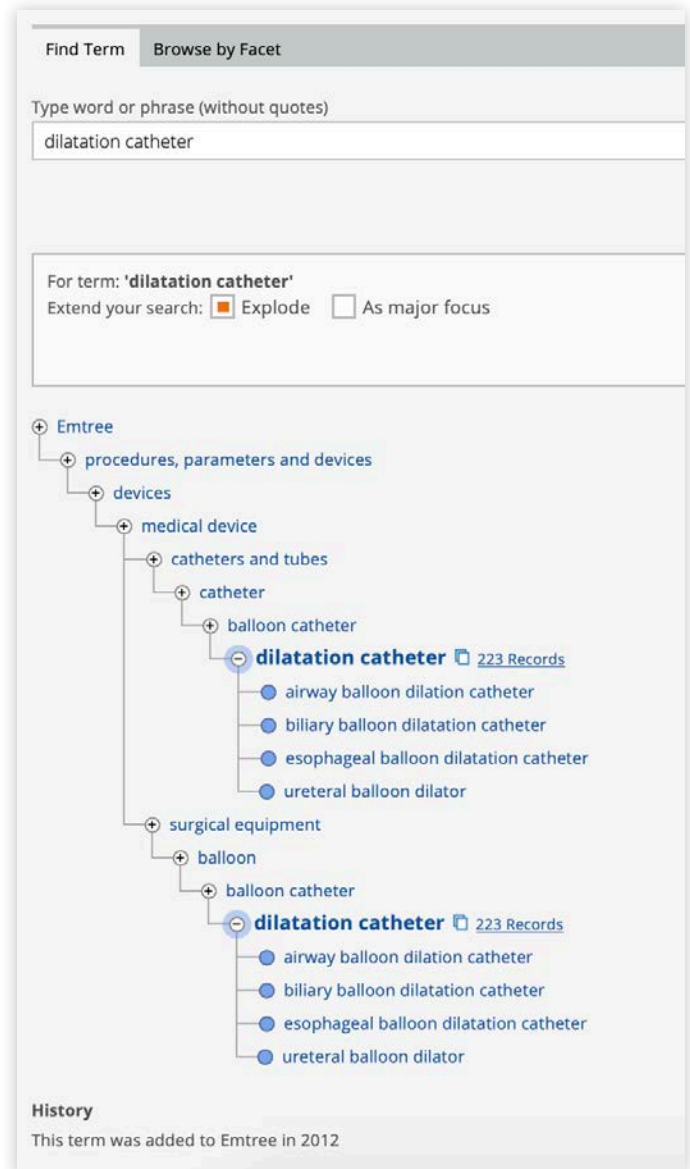 Find Term Browse by Facet
Type word or phrase (without quotes)
dilatation catheter
For term: 'dilatation catheter'
Extend your search: Explode As major focus
Emtree
procedures, parameters and devices
devices
medical device
catheters and tubes
catheter
balloon catheter
dilatation catheter 223 Records
airway balloon dilation catheter
biliary balloon dilatation catheter
esophageal balloon dilatation catheter
ureteral balloon dilator
surgical equipment
balloon
balloon catheter
dilatation catheter 223 Records
airway balloon dilation catheter
biliary balloon dilatation catheter
esophageal balloon dilatation catheter
ureteral balloon dilator
History
This term was added to Emtree in 2012